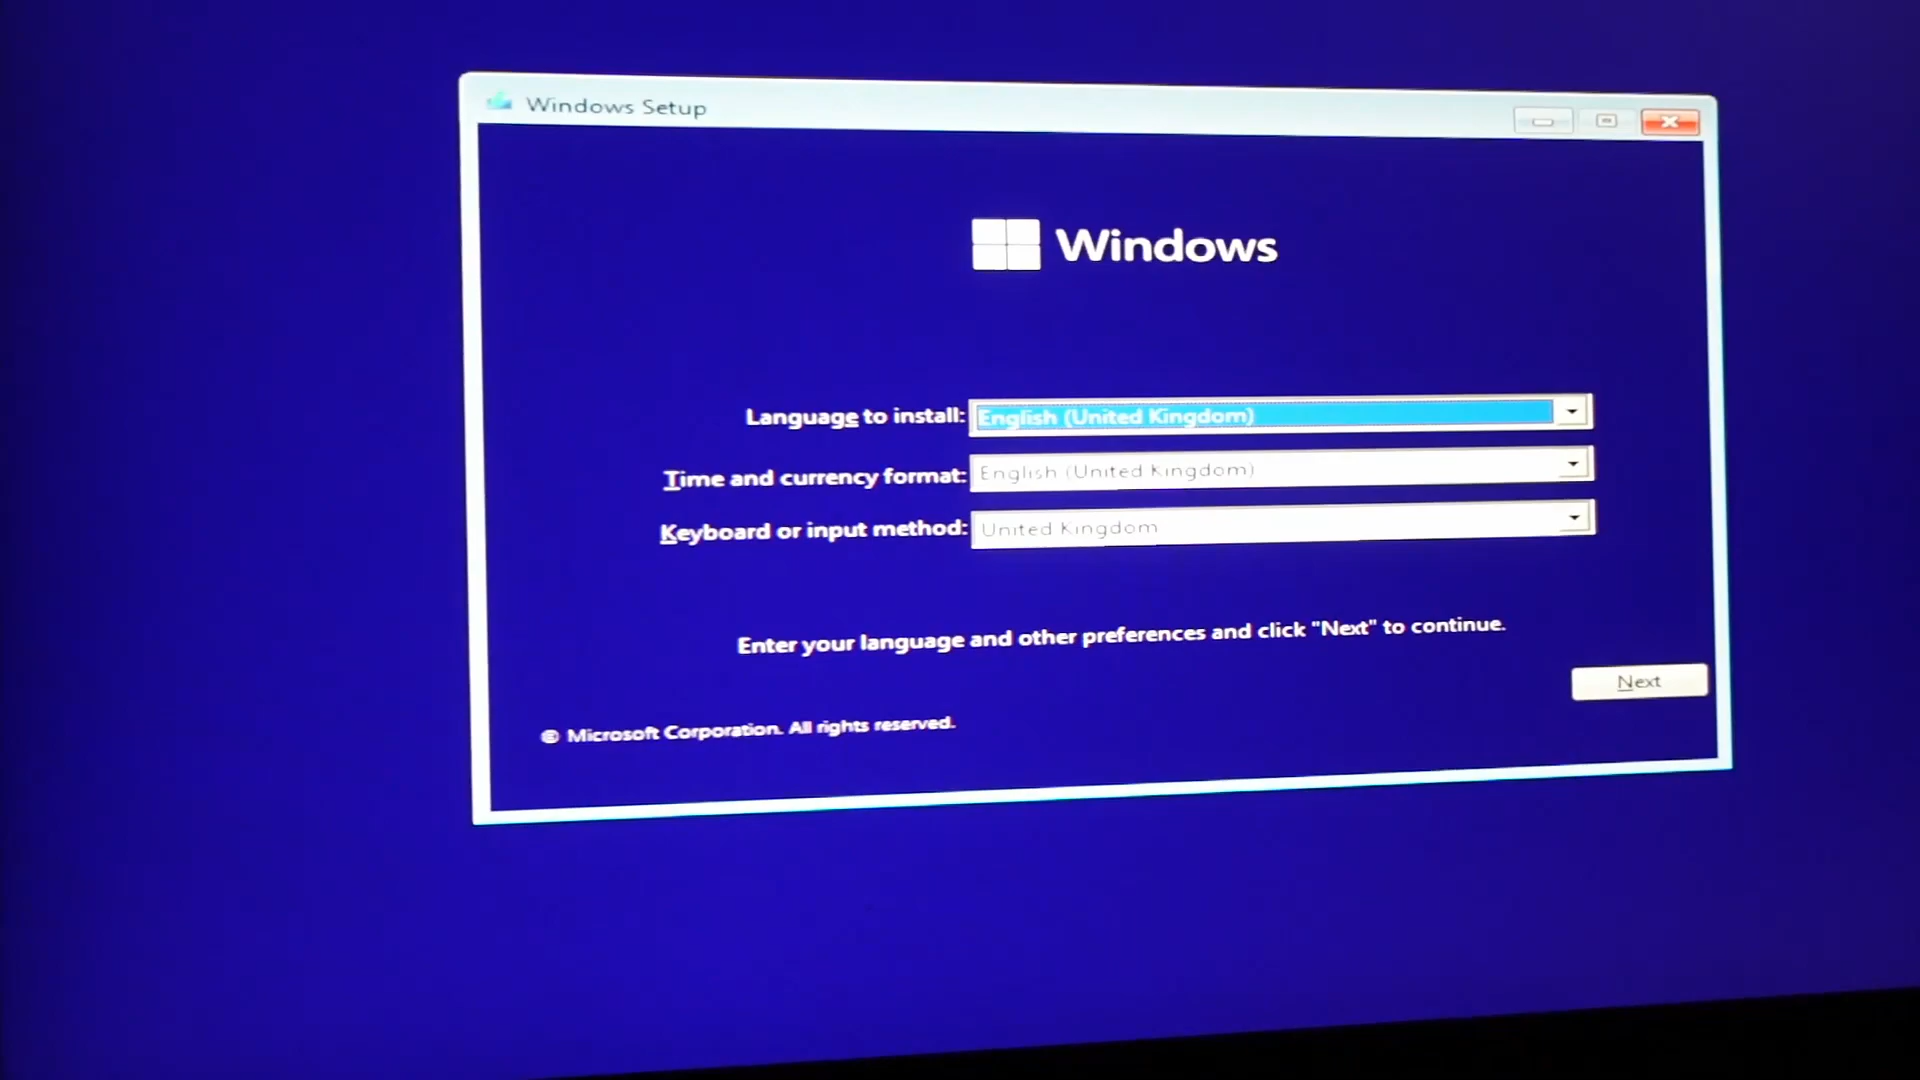 Windows Setup
Windows
Language to install: English (United Kingdom)
Time and currency format: English (United Kingdom)
Keyboard or input method: United Kingdom
Enter your language and other preferences and click "Next" to continue.
Next
© Microsoft Corporation. All rights reserved.